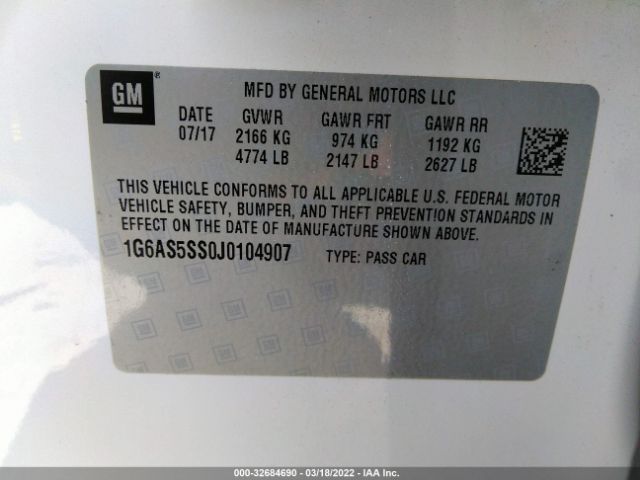 GM ®
MFD BY GENERAL MOTORS LLC
DATE GVWR GAWR FRT GAWR RR
07/17 2166 KG 974 KG 1192 KG
4774 LB 2147 LB 2627 LB
THIS VEHICLE CONFORMS TO ALL APPLICABLE U.S. FEDERAL MOTOR
VEHICLE SAFETY, BUMPER, AND THEFT PREVENTION STANDARDS IN
EFFECT ON THE DATE OF MANUFACTURE SHOWN ABOVE.
1G6AS5SS0J0104907 TYPE: PASS CAR
000-32684690 - 03/18/2022 - IAA Inc.